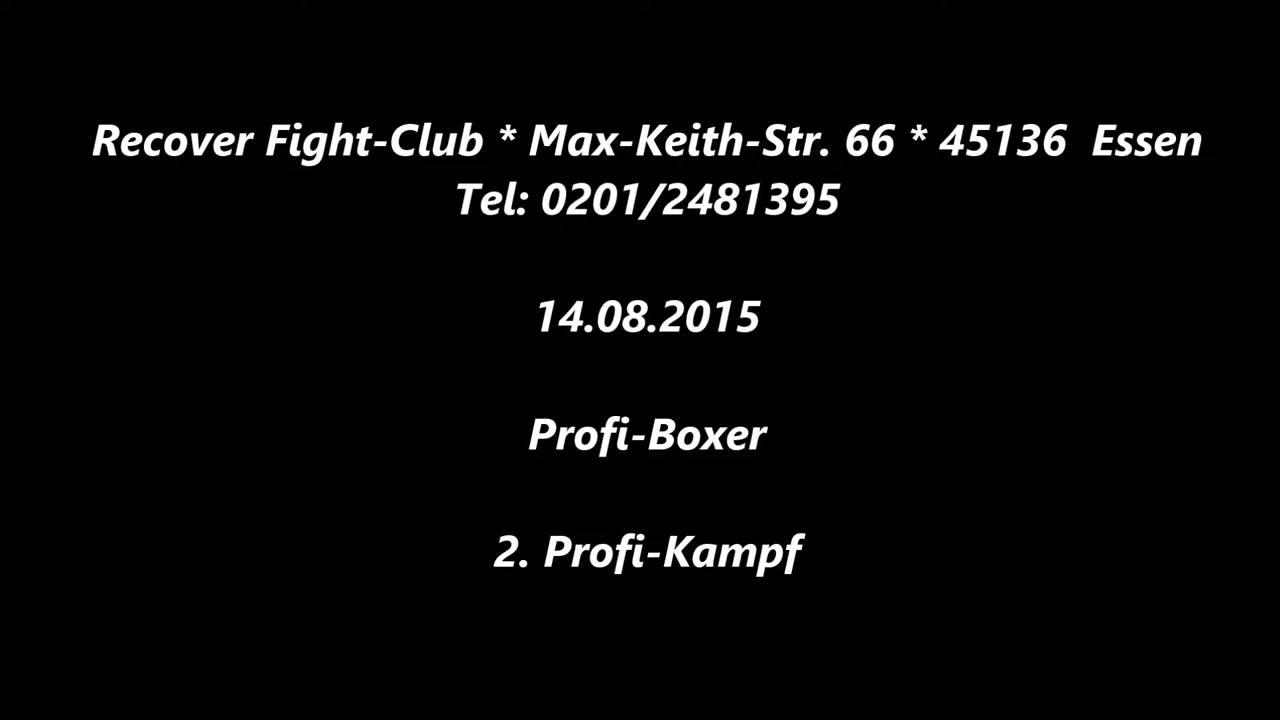 Recover Fight-Club * Max-Keith-Str. 66 * 45136  Essen
Tel: 0201/2481395
14.08.2015
Profi-Boxer
2. Profi-Kampf